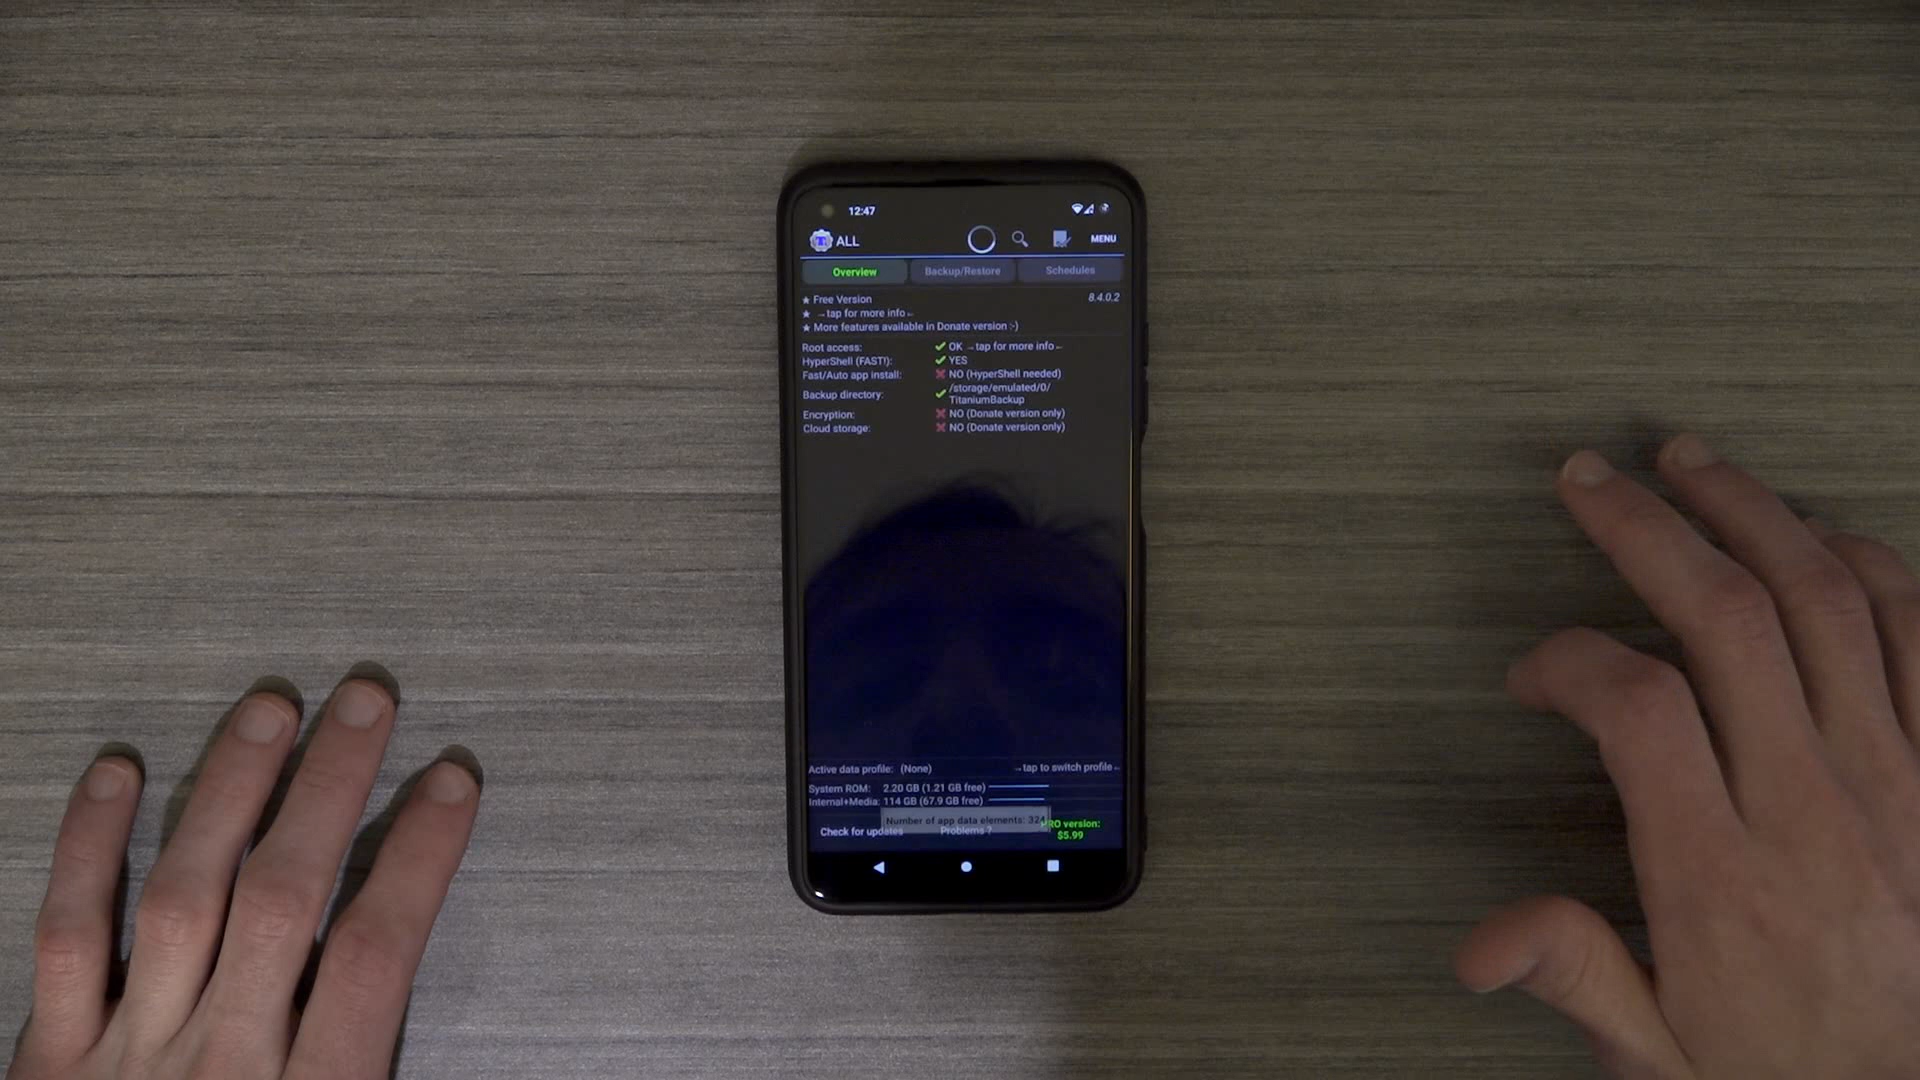 12:47
ALL
MENU
Overview
Backup/Restore
Schedules
★ Free Version
8.4.0.2
★ →tap for more info←
★ More features available in Donate version :-)
Root access: ✔ OK →tap for more info←
HyperShell (FAST!): ✔ YES
Fast/Auto app install: ✘ NO (HyperShell needed)
Backup directory: ✔ /storage/emulated/0/
TitaniumBackup
Encryption: ✘ NO (Donate version only)
Cloud storage: ✘ NO (Donate version only)
Active data profile: (None) →tap to switch profile←
System ROM: 2.20 GB (1.21 GB free)
Internal+Media: 114 GB (67.9 GB free)
Number of app data elements: 324
Check for updates
Problems ?
PRO version:
$5.99